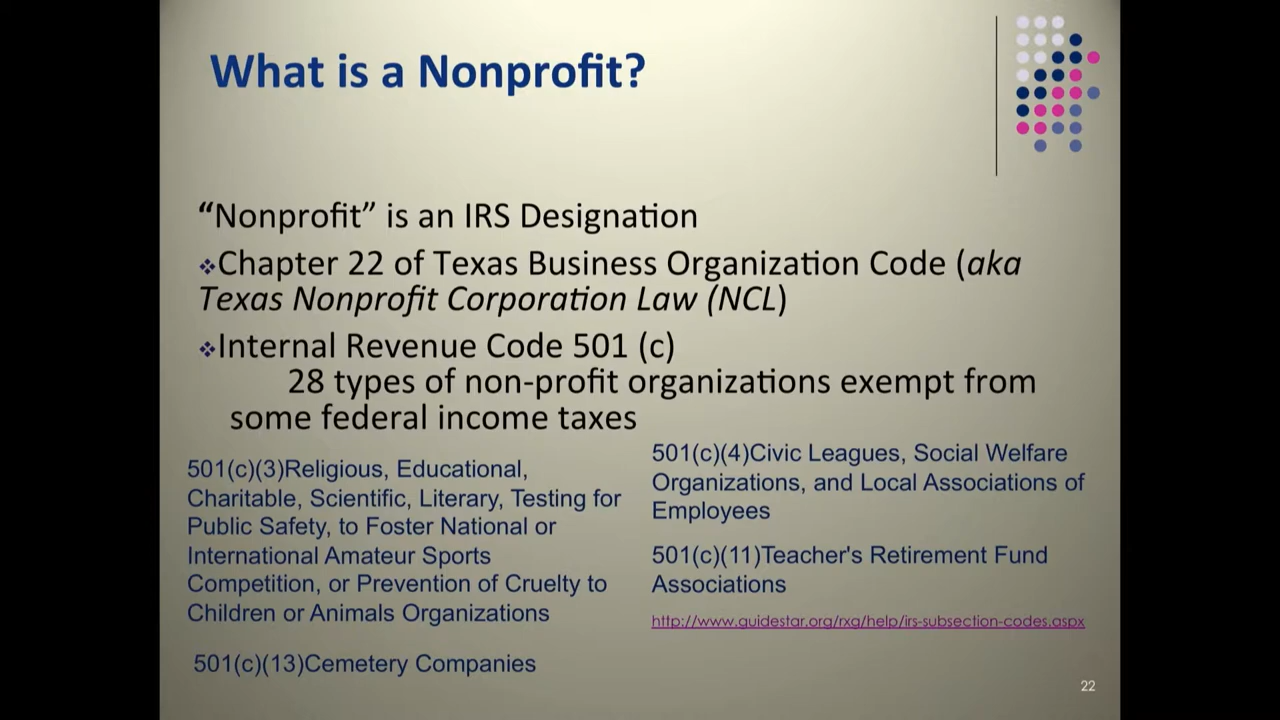 What is a Nonprofit?
“Nonprofit” is an IRS Designation
❖Chapter 22 of Texas Business Organization Code (aka
Texas Nonprofit Corporation Law (NCL)
❖Internal Revenue Code 501 (c)
28 types of non-profit organizations exempt from
some federal income taxes
501(c)(3)Religious, Educational,
Charitable, Scientific, Literary, Testing for
Public Safety, to Foster National or
International Amateur Sports
Competition, or Prevention of Cruelty to
Children or Animals Organizations
501(c)(13)Cemetery Companies
501(c)(4)Civic Leagues, Social Welfare
Organizations, and Local Associations of
Employees
501(c)(11)Teacher's Retirement Fund
Associations
http://www.guidestar.org/rxg/help/irs-subsection-codes.aspx
22